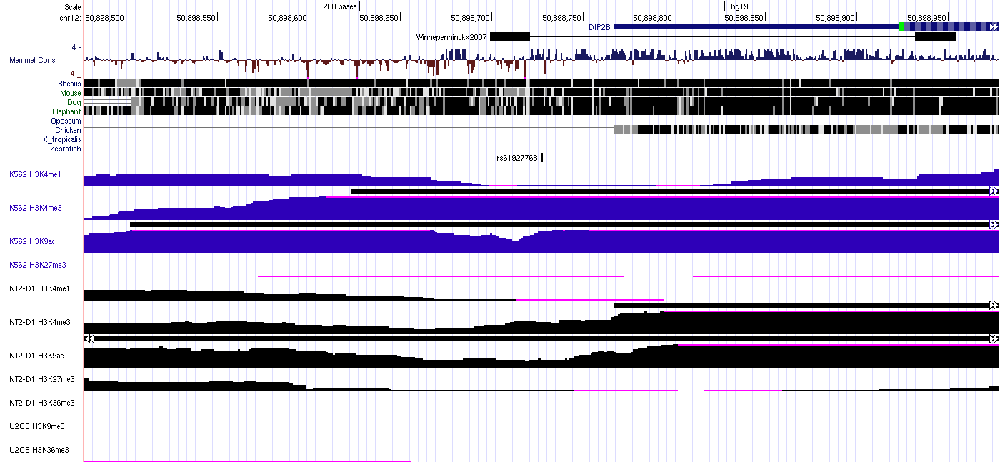 Scale 200 bases hg19
chr12: 50,898,500 50,898,550 50,898,600 50,898,650 50,898,700 50,898,750 50,898,800 50,898,850 50,898,900 50,898,950
DIP2B
Winnepenninckx2007
4 -
Mammal Cons
-4 _
Rhesus
Mouse
Dog
Elephant
Opossum
Chicken
X_tropicalis
Zebrafish
rs61927768
K562 H3K4me1
K562 H3K4me3
K562 H3K9ac
K562 H3K27me3
NT2-D1 H3K4me1
NT2-D1 H3K4me3
NT2-D1 H3K9ac
NT2-D1 H3K27me3
NT2-D1 H3K36me3
U2OS H3K9me3
U2OS H3K36me3